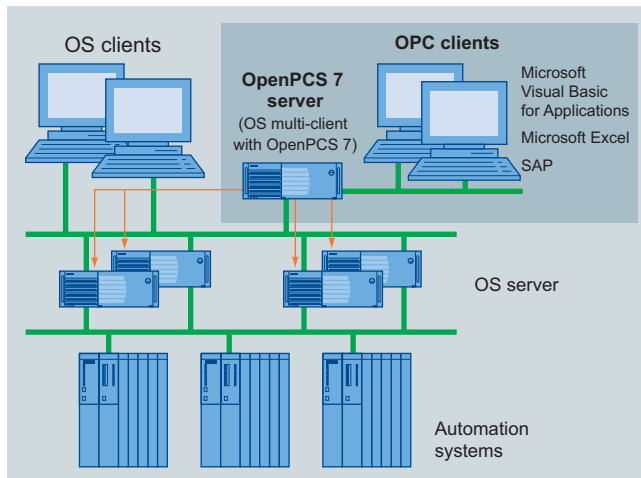 OS clients
OPC clients
OpenPCS 7
server
(OS multi-client
with OpenPCS 7)
Microsoft
Visual Basic
for Applications
Microsoft Excel
SAP
OS server
Automation
systems